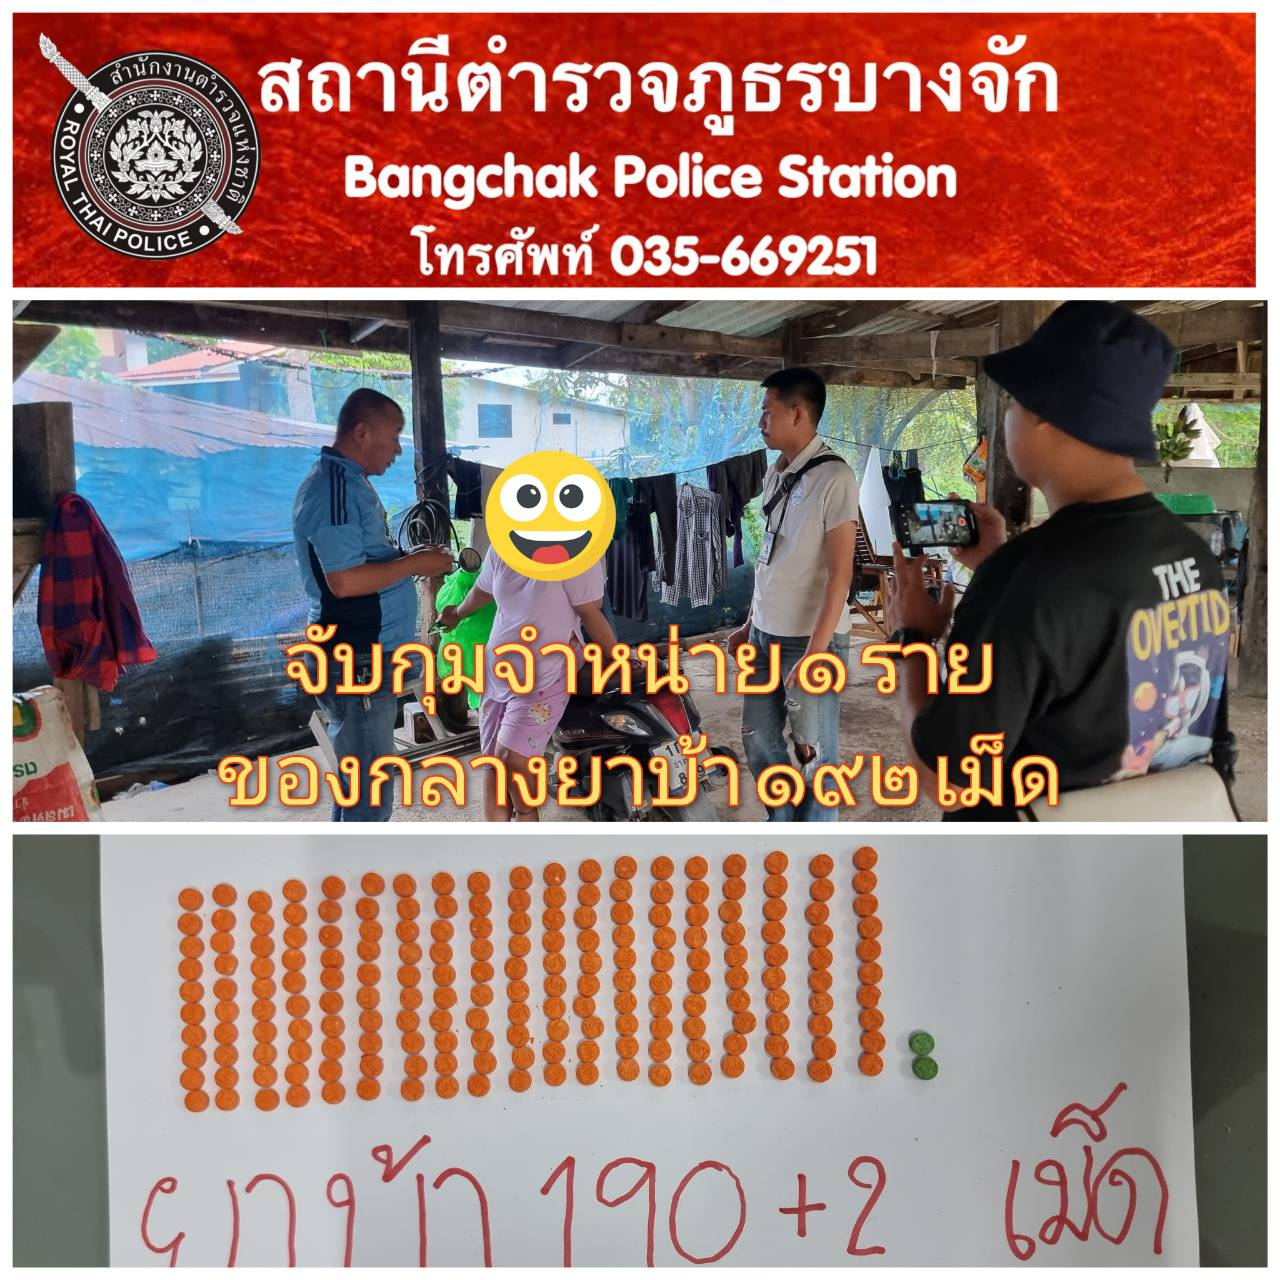 สถานีตำรวจภูธรบางจัก
สำนักงานตำรวจแห่งชาติ
ROYAL THAI POLICE
Bangchak Police Station
โทรศัพท์ 035-669251
THE
OVERTID
จับกุมจำหน่าย ๑ ราย
ของกลางยาบ้า ๑๙๒ เม็ด
ยาบ้า 190+2 เม็ด